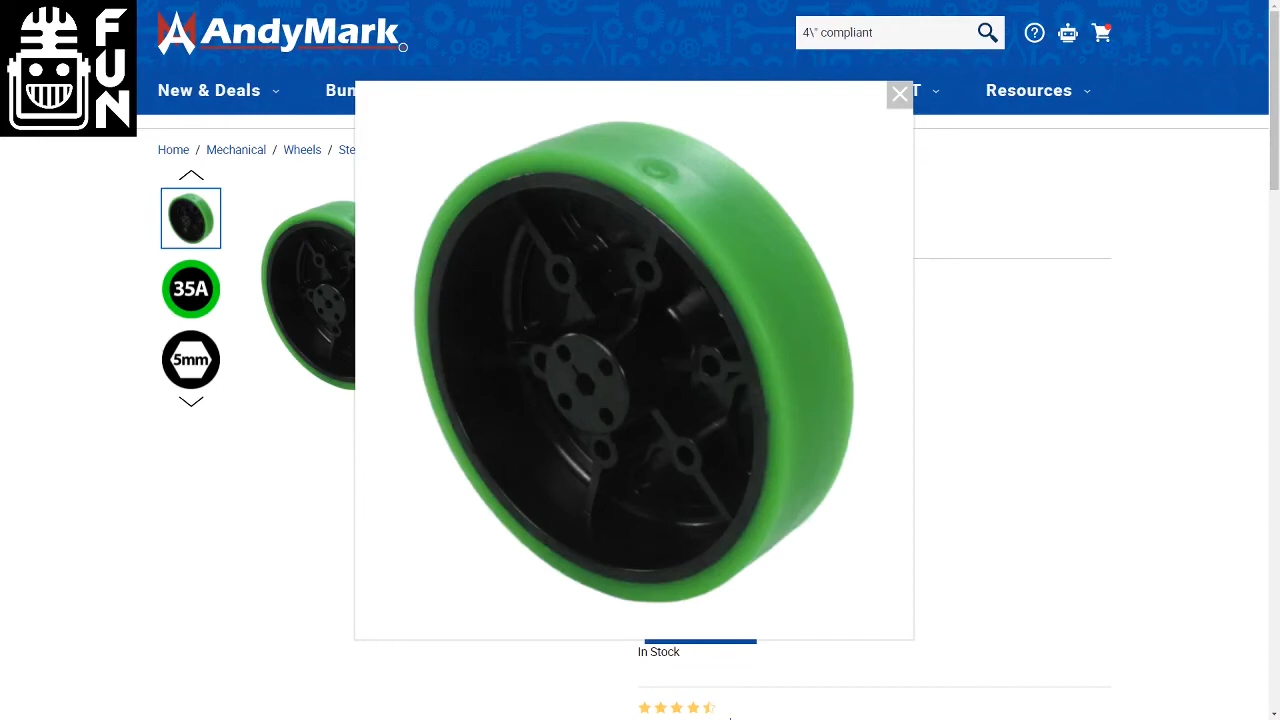 FUN
AndyMark
4\" compliant
New & Deals
Bun
T
Resources
Home / Mechanical / Wheels / Ste
35A
5mm
In Stock